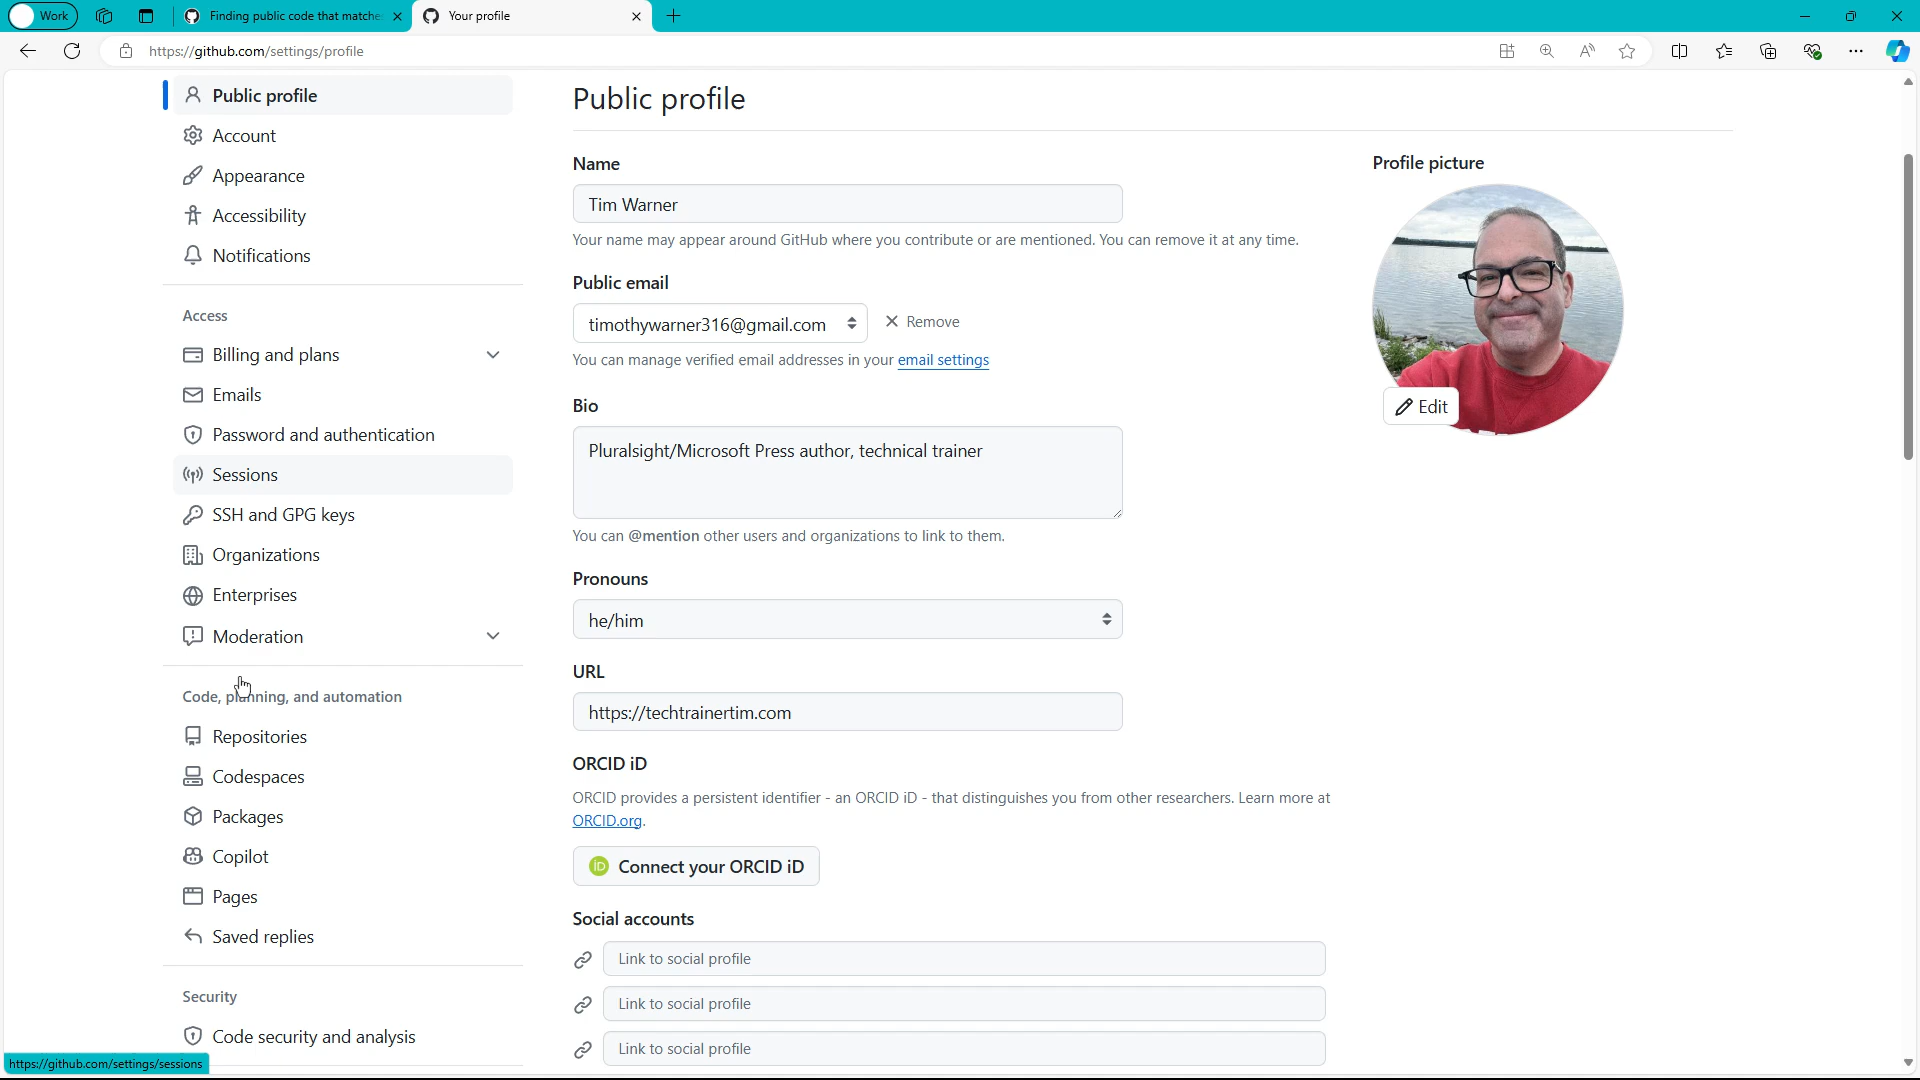 Work
Finding public code that matche
Your profile
https://github.com/settings/profile
Public profile
Account
Appearance
Accessibility
Notifications
Access
Billing and plans
Emails
Password and authentication
Sessions
SSH and GPG keys
Organizations
Enterprises
Moderation
Code, planning, and automation
Repositories
Codespaces
Packages
Copilot
Pages
Saved replies
Security
Code security and analysis
https://github.com/settings/sessions
Public profile
Name
Tim Warner
Your name may appear around GitHub where you contribute or are mentioned. You can remove it at any time.
Public email
timothywarner316@gmail.com
Remove
You can manage verified email addresses in your email settings
Bio
Pluralsight/Microsoft Press author, technical trainer
You can @mention other users and organizations to link to them.
Pronouns
he/him
URL
https://techtrainertim.com
ORCID iD
ORCID provides a persistent identifier - an ORCID iD - that distinguishes you from other researchers. Learn more at
ORCID.org.
iD Connect your ORCID iD
Social accounts
Link to social profile
Link to social profile
Link to social profile
Profile picture
Edit